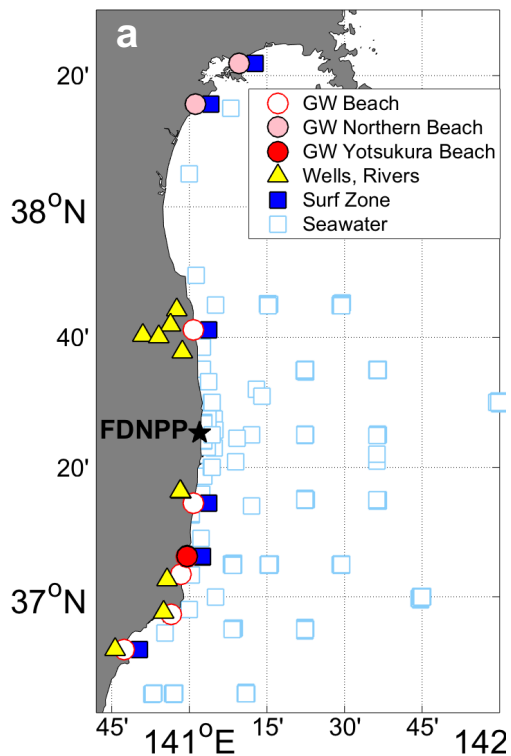 a
20'
GW Beach
GW Northern Beach
GW Yotsukura Beach
Wells, Rivers
Surf Zone
Seawater
38°N
40'
FDNPP
20'
37°N
45' 141°E 15' 30' 45' 142